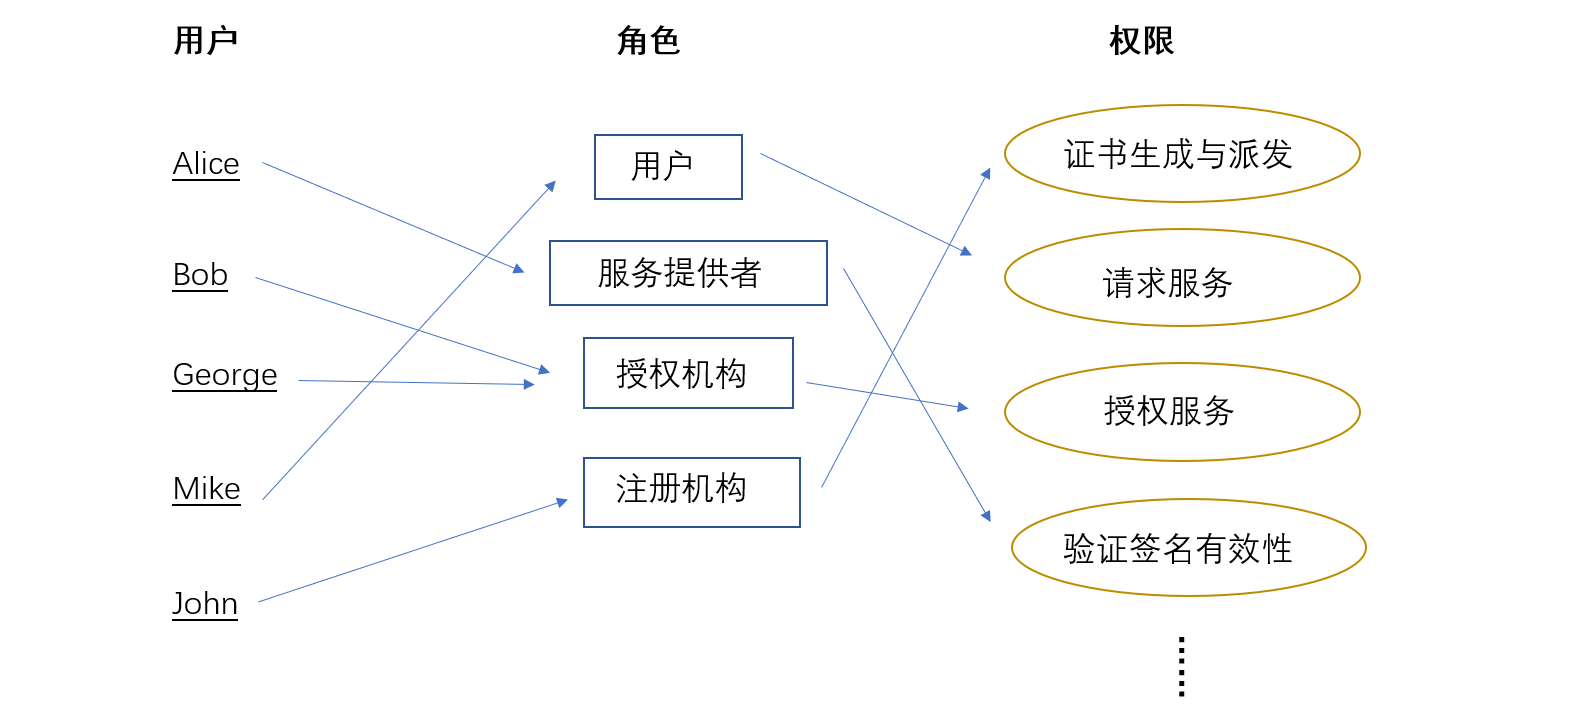 用户 角色 权限
Alice 用户 证书生成与派发
Bob 服务提供者 请求服务
George 授权机构 授权服务
Mike 注册机构 验证签名有效性
John